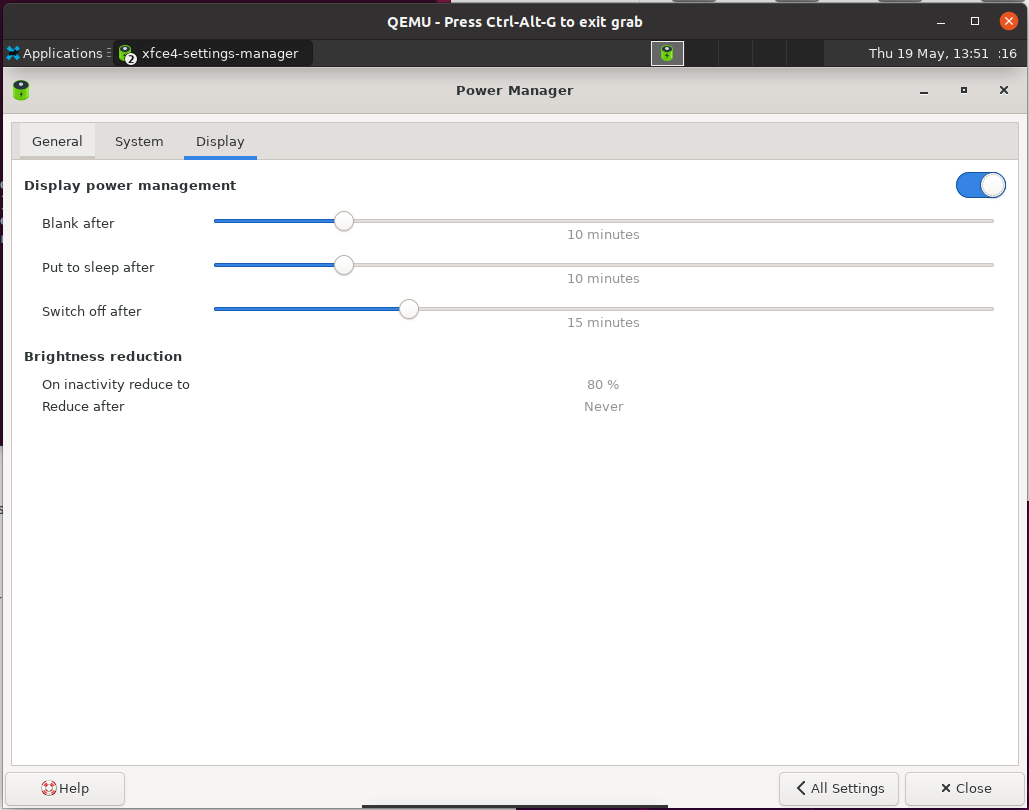 QEMU - Press Ctrl-Alt-G to exit grab
Applications 2 xfce4-settings-manager Thu 19 May, 13:51 :16
Power Manager
General System Display
Display power management
Blank after
10 minutes
Put to sleep after
10 minutes
Switch off after
15 minutes
Brightness reduction
On inactivity reduce to 80 %
Reduce after Never
Help All Settings Close